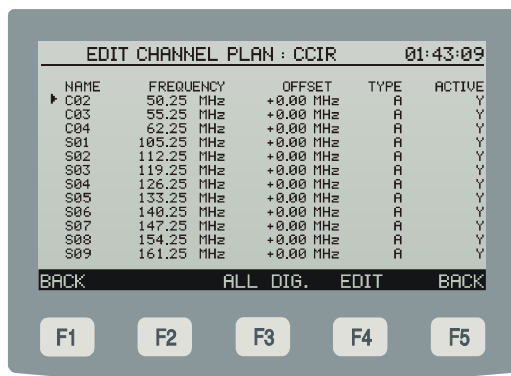 EDIT CHANNEL PLAN : CCIR 01:43:09
NAME FREQUENCY OFFSET TYPE ACTIVE
C02 50.25 MHz +0.00 MHz A Y
C03 55.25 MHz +0.00 MHz A Y
C04 62.25 MHz +0.00 MHz A Y
S01 105.25 MHz +0.00 MHz A Y
S02 112.25 MHz +0.00 MHz A Y
S03 119.25 MHz +0.00 MHz A Y
S04 126.25 MHz +0.00 MHz A Y
S05 133.25 MHz +0.00 MHz A Y
S06 140.25 MHz +0.00 MHz A Y
S07 147.25 MHz +0.00 MHz A Y
S08 154.25 MHz +0.00 MHz A Y
S09 161.25 MHz +0.00 MHz A Y
BACK ALL DIG. EDIT BACK
F1 F2 F3 F4 F5